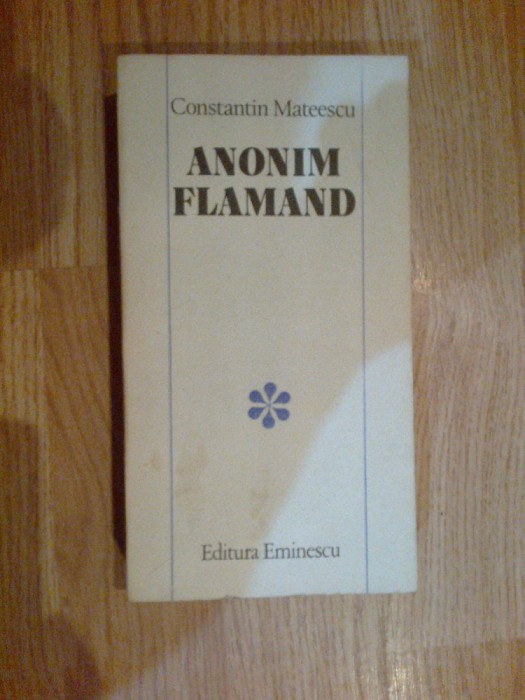 Constantin Mateescu
ANONIM
FLAMAND
Editura Eminescu